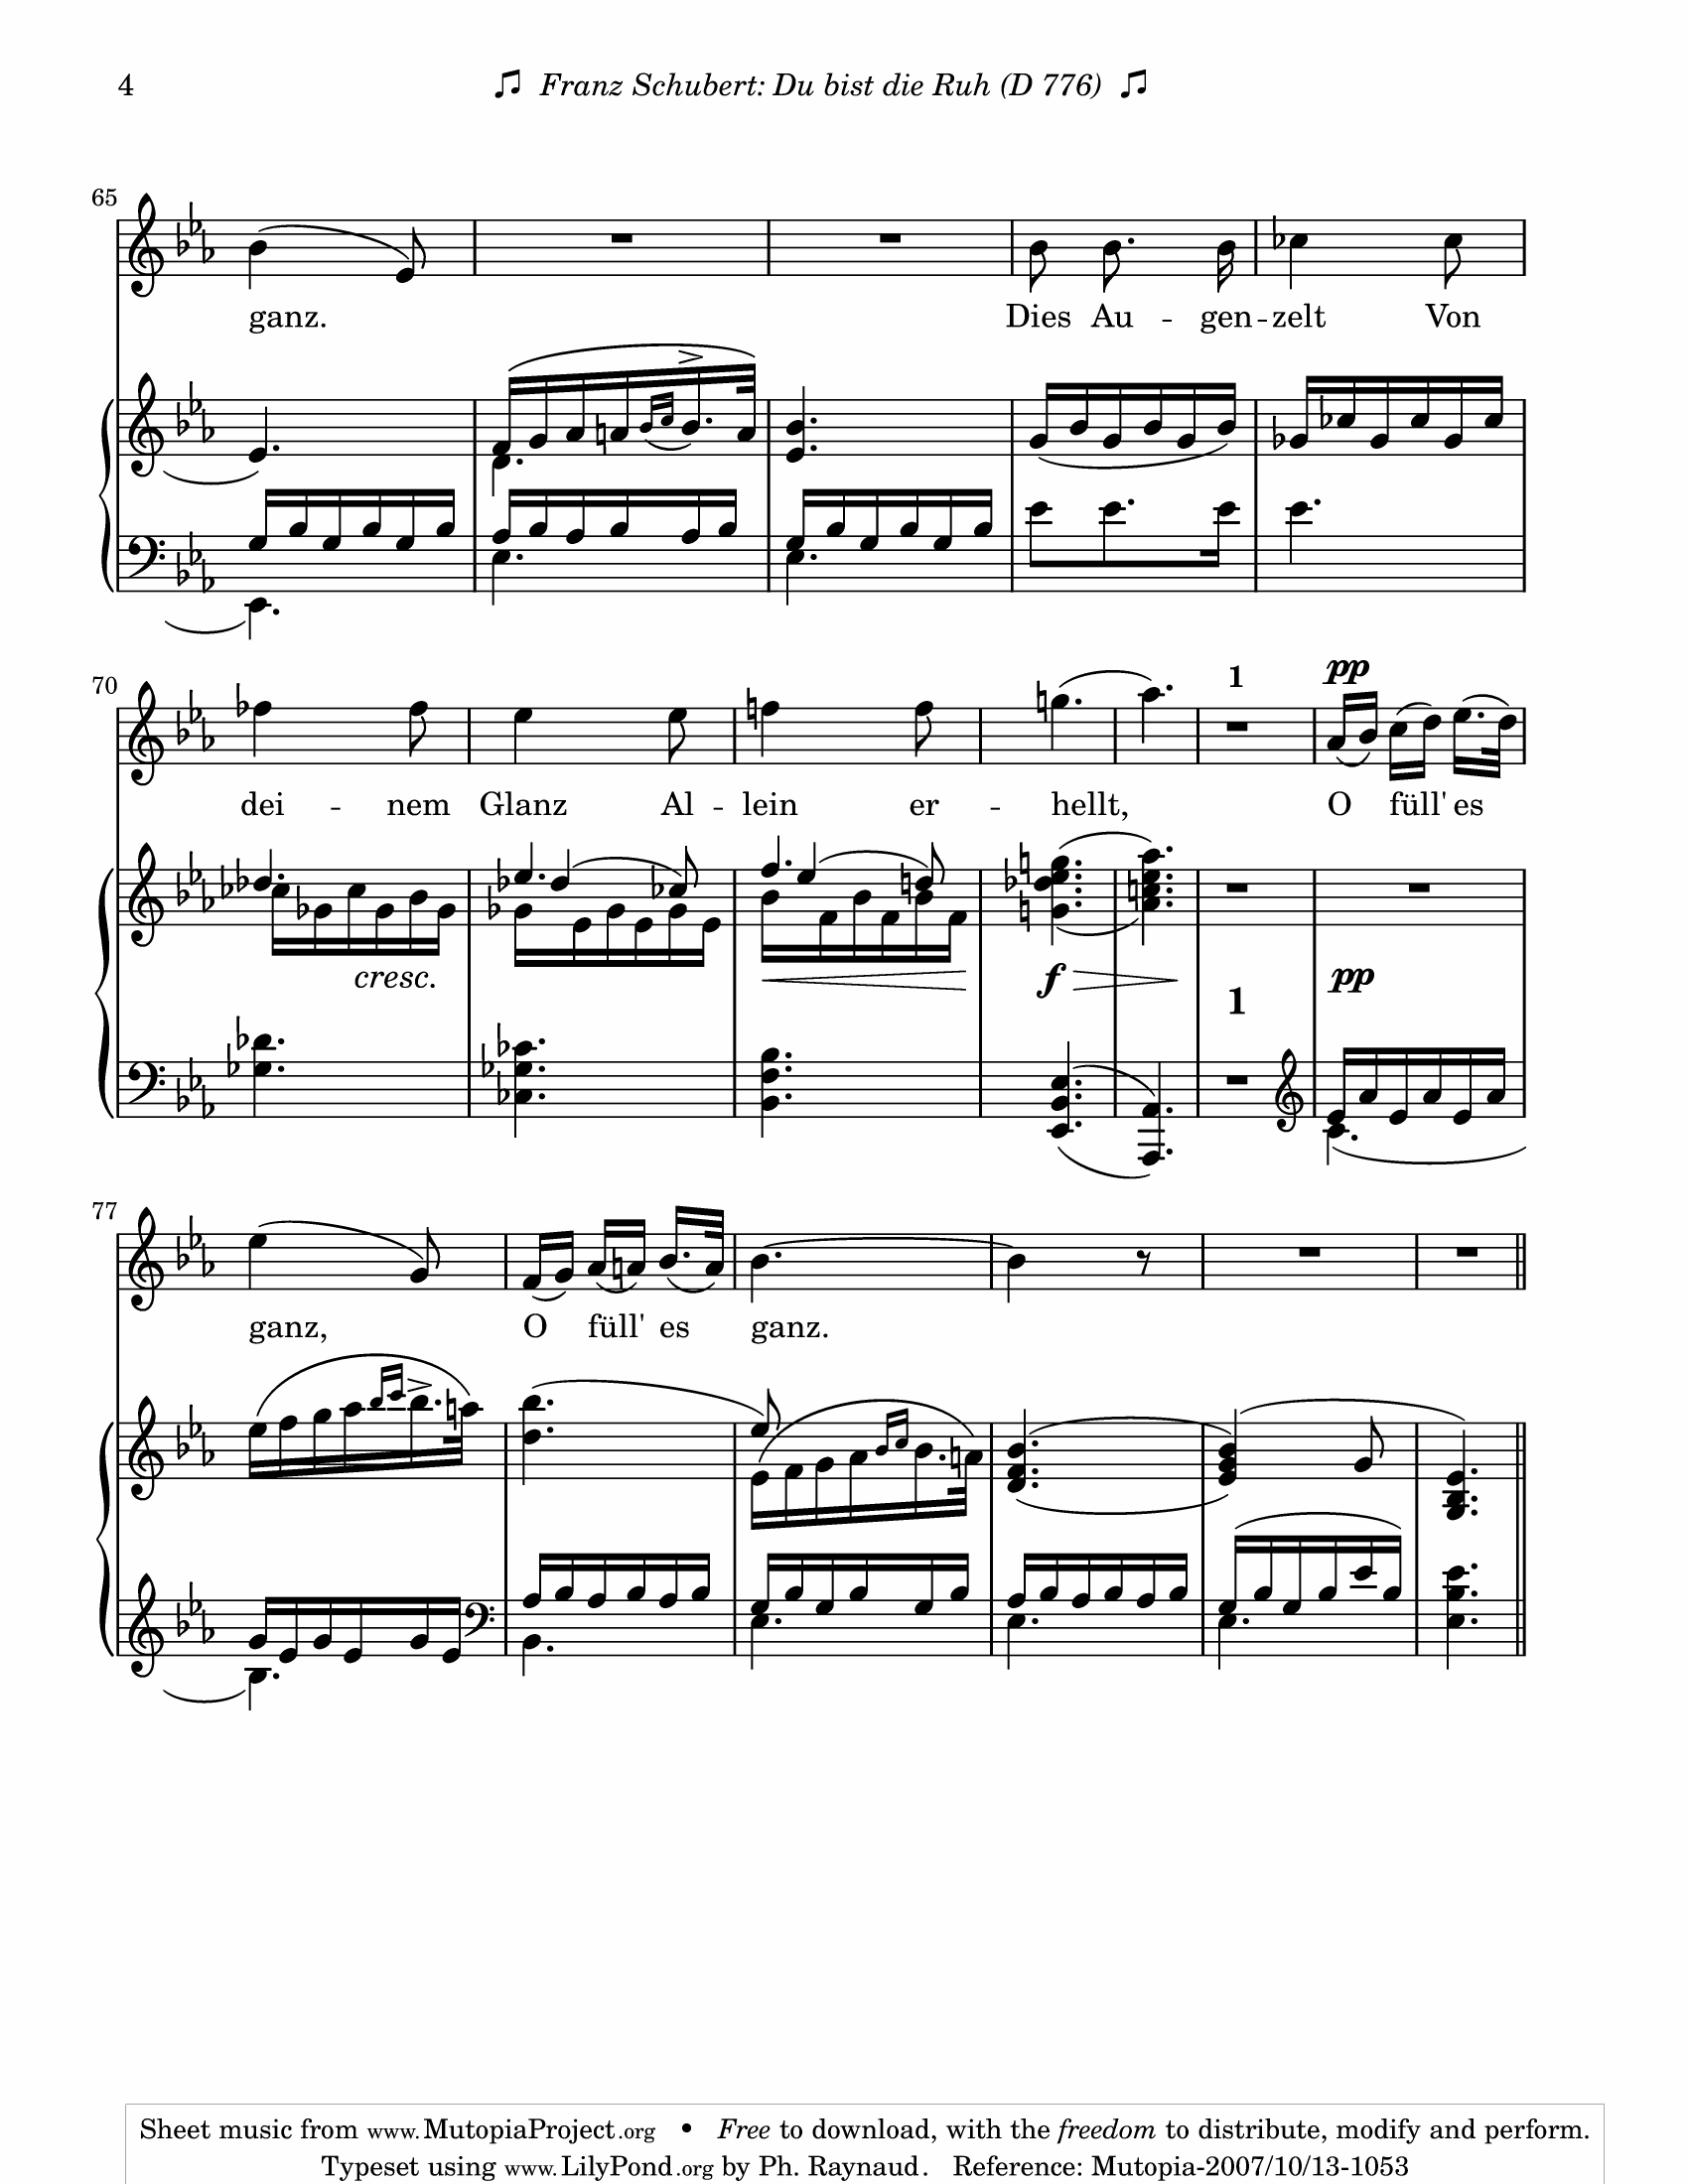 4
Franz Schubert: Du bist die Ruh (D 776)
65
ganz. Dies Au - gen - zelt Von
70
pp
1
dei - nem Glanz Al - lein er - hellt, O füll' es
cresc. f pp
1
77
ganz, O füll' es ganz.
Sheet music from www.MutopiaProject.org • Free to download, with the freedom to distribute, modify and perform.
Typeset using www.LilyPond.org by Ph. Raynaud. Reference: Mutopia-2007/10/13-1053